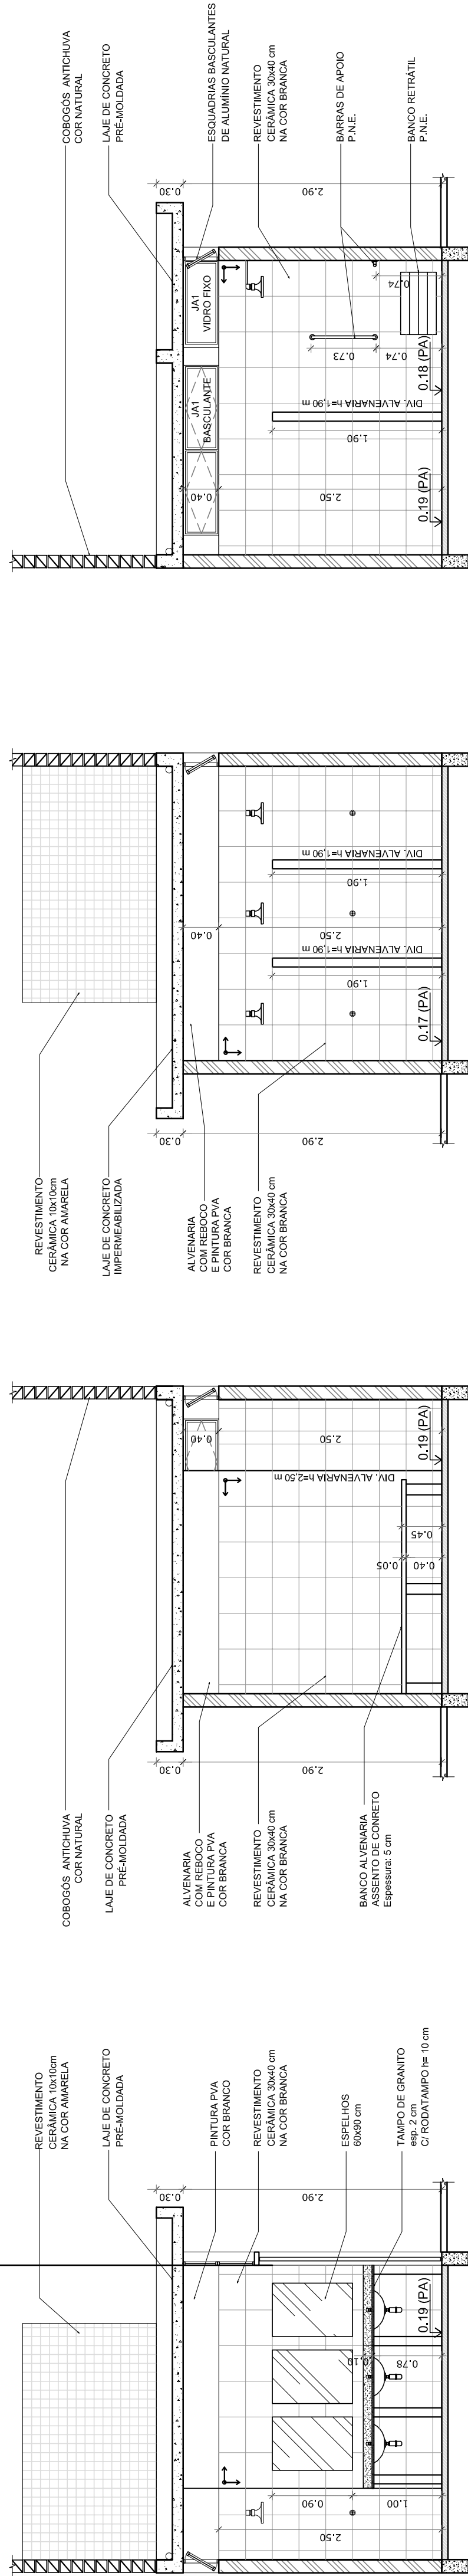 COBOGÓS ANTICHUVA
COR NATURAL
LAJE DE CONCRETO
PRÉ-MOLDADA
ESQUADRIAS BASCULANTES
DE ALUMÍNIO NATURAL
REVESTIMENTO
CERÂMICA 30x40 cm
NA COR BRANCA
BARRAS DE APOIO
P.N.E.
BANCO RETRÁTIL
P.N.E.
0.30
2.90
JA1
VIDRO FIXO
JA1
BASCULANTE
0.40
2.50
0.73
0.74
0.74
DIV. ALVENARIA h=1,90 m
1.90
0.18 (PA)
0.19 (PA)
REVESTIMENTO
CERÂMICA 10x10cm
NA COR AMARELA
LAJE DE CONCRETO
IMPERMEABILIZADA
ALVENARIA
COM REBOCO
E PINTURA PVA
COR BRANCA
REVESTIMENTO
CERÂMICA 30x40 cm
NA COR BRANCA
0.30
2.90
0.40
2.50
DIV. ALVENARIA h=1,90 m
1.90
DIV. ALVENARIA h=1,90 m
1.90
0.17 (PA)
COBOGÓS ANTICHUVA
COR NATURAL
LAJE DE CONCRETO
PRÉ-MOLDADA
ALVENARIA
COM REBOCO
E PINTURA PVA
COR BRANCA
REVESTIMENTO
CERÂMICA 30x40 cm
NA COR BRANCA
BANCO ALVENARIA
ASSENTO DE CONRETO
Espessura: 5 cm
0.30
2.90
0.40
2.50
DIV. ALVENARIA h=2,50 m
0.45
0.05
0.40
0.19 (PA)
REVESTIMENTO
CERÂMICA 10x10cm
NA COR AMARELA
LAJE DE CONCRETO
PRÉ-MOLDADA
PINTURA PVA
COR BRANCO
REVESTIMENTO
CERÂMICA 30x40 cm
NA COR BRANCA
ESPELHOS
60x90 cm
TAMPO DE GRANITO
esp. 2 cm
C/ RODATAMPO h= 10 cm
0.30
2.90
0.10
0.78
0.90
1.00
2.50
0.19 (PA)